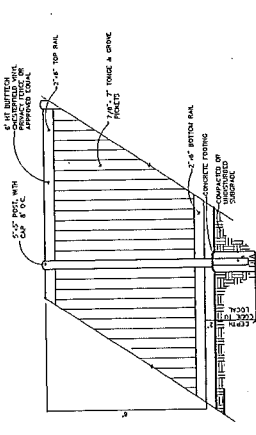 6' HT BUFFTECH
CHESTERFIELD VINYL
PRIVACY FENCE OR
APPROVED EQUAL
2"x6" TOP RAIL
7/8"x 7" TONGE & GROVE
PICKETS
5"x5" POST, WITH
CAP 8' O.C.
2"x6" BOTTOM RAIL
CONCRETE FOOTING
COMPACTED OR
UNDISTURBED
SUBGRADE
6'
DEPTH
CODE TO
LOCAL